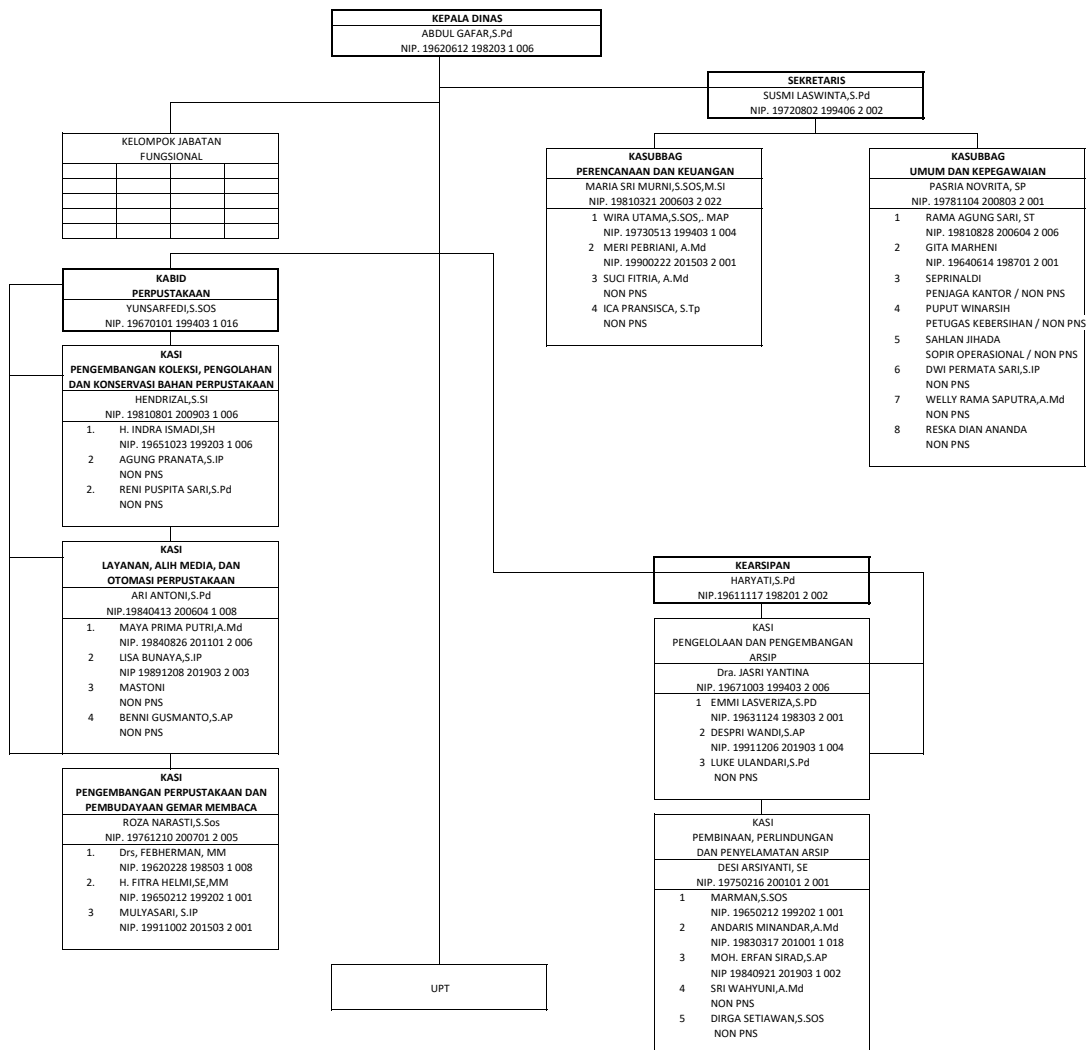 KEPALA DINAS
ABDUL GAFAR,S.Pd
NIP. 19620612 198203 1 006
SEKRETARIS
SUSMI LASWINTA,S.Pd
NIP. 19720802 199406 2 002
KELOMPOK JABATAN
FUNGSIONAL
KASUBBAG
PERENCANAAN DAN KEUANGAN
MARIA SRI MURNI,S.SOS,M.SI
NIP. 19810321 200603 2 022
1 WIRA UTAMA,S.SOS,. MAP
NIP. 19730513 199403 1 004
2 MERI PEBRIANI, A.Md
NIP. 19900222 201503 2 001
3 SUCI FITRIA, A.Md
NON PNS
4 ICA PRANSISCA, S.Tp
NON PNS
KASUBBAG
UMUM DAN KEPEGAWAIAN
PASRIA NOVRITA, SP
NIP. 19781104 200803 2 001
1 RAMA AGUNG SARI, ST
NIP. 19810828 200604 2 006
2 GITA MARHENI
NIP. 19640614 198701 2 001
3 SEPRINALDI
PENJAGA KANTOR / NON PNS
4 PUPUT WINARSIH
PETUGAS KEBERSIHAN / NON PNS
5 SAHLAN JIHADA
SOPIR OPERASIONAL / NON PNS
6 DWI PERMATA SARI,S.IP
NON PNS
7 WELLY RAMA SAPUTRA,A.Md
NON PNS
8 RESKA DIAN ANANDA
NON PNS
KABID
PERPUSTAKAAN
YUNSARFEDI,S.SOS
NIP. 19670101 199403 1 016
KASI
PENGEMBANGAN KOLEKSI, PENGOLAHAN
DAN KONSERVASI BAHAN PERPUSTAKAAN
HENDRIZAL,S.SI
NIP. 19810801 200903 1 006
1. H. INDRA ISMADI,SH
NIP. 19651023 199203 1 006
2 AGUNG PRANATA,S.IP
NON PNS
2. RENI PUSPITA SARI,S.Pd
NON PNS
KASI
LAYANAN, ALIH MEDIA, DAN
OTOMASI PERPUSTAKAAN
ARI ANTONI,S.Pd
NIP.19840413 200604 1 008
1. MAYA PRIMA PUTRI,A.Md
NIP. 19840826 201101 2 006
2 LISA BUNAYA,S.IP
NIP 19891208 201903 2 003
3 MASTONI
NON PNS
4 BENNI GUSMANTO,S.AP
NON PNS
KASI
PENGEMBANGAN PERPUSTAKAAN DAN
PEMBUDAYAAN GEMAR MEMBACA
ROZA NARASTI,S.Sos
NIP. 19761210 200701 2 005
1. Drs, FEBHERMAN, MM
NIP. 19620228 198503 1 008
2. H. FITRA HELMI,SE,MM
NIP. 19650212 199202 1 001
3 MULYASARI, S.IP
NIP. 19911002 201503 2 001
KEARSIPAN
HARYATI,S.Pd
NIP.19611117 198201 2 002
KASI
PENGELOLAAN DAN PENGEMBANGAN
ARSIP
Dra. JASRI YANTINA
NIP. 19671003 199403 2 006
1 EMMI LASVERIZA,S.PD
NIP. 19631124 198303 2 001
2 DESPRI WANDI,S.AP
NIP. 19911206 201903 1 004
3 LUKE ULANDARI,S.Pd
NON PNS
KASI
PEMBINAAN, PERLINDUNGAN
DAN PENYELAMATAN ARSIP
DESI ARSIYANTI, SE
NIP. 19750216 200101 2 001
1 MARMAN,S.SOS
NIP. 19650212 199202 1 001
2 ANDARIS MINANDAR,A.Md
NIP. 19830317 201001 1 018
3 MOH. ERFAN SIRAD,S.AP
NIP 19840921 201903 1 002
4 SRI WAHYUNI,A.Md
NON PNS
5 DIRGA SETIAWAN,S.SOS
NON PNS
UPT